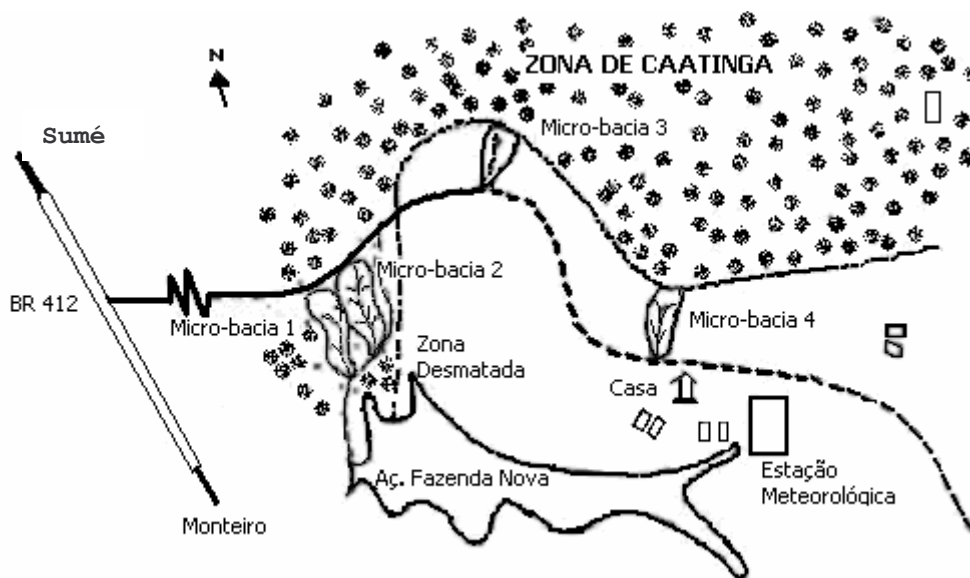 N
ZONA DE CAATINGA
Sumé
Micro-bacia 3
Micro-bacia 2
BR 412
Micro-bacia 1
Micro-bacia 4
Zona
Desmatada
Casa
Aç. Fazenda Nova
Estação
Meteorológica
Monteiro